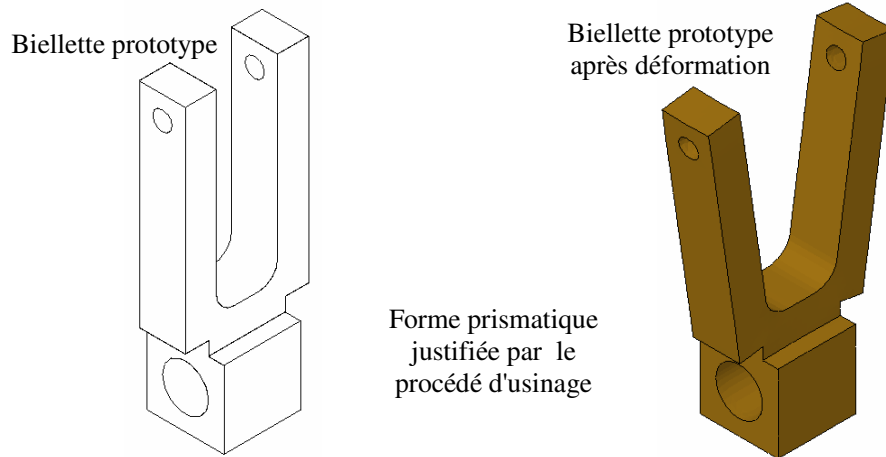 Biellette prototype
Biellette prototype
après déformation
Forme prismatique
justifiée par le
procédé d'usinage